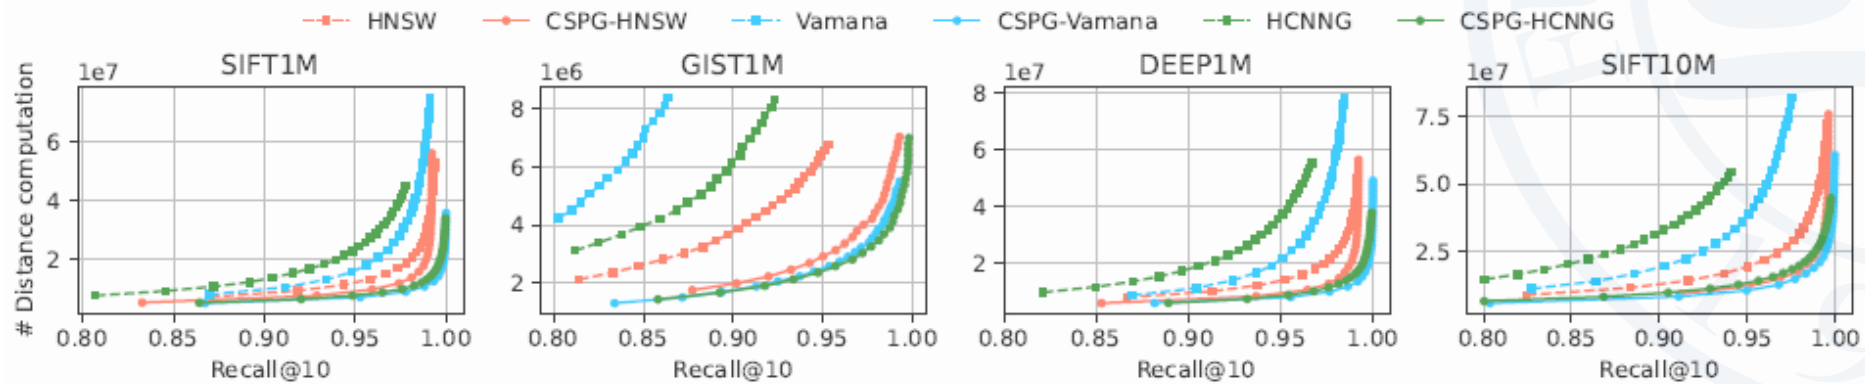 HNSW CSPG-HNSW Vamana CSPG-Vamana HCNNG CSPG-HCNNG
# Distance computation
1e7
SIFT1M
6
4
2
0.80 0.85 0.90 0.95 1.00
Recall@10
1e6
GIST1M
8
6
4
2
0.80 0.85 0.90 0.95 1.00
Recall@10
1e7
DEEP1M
8
6
4
2
0.80 0.85 0.90 0.95 1.00
Recall@10
1e7
SIFT10M
7.5
5.0
2.5
0.80 0.85 0.90 0.95 1.00
Recall@10